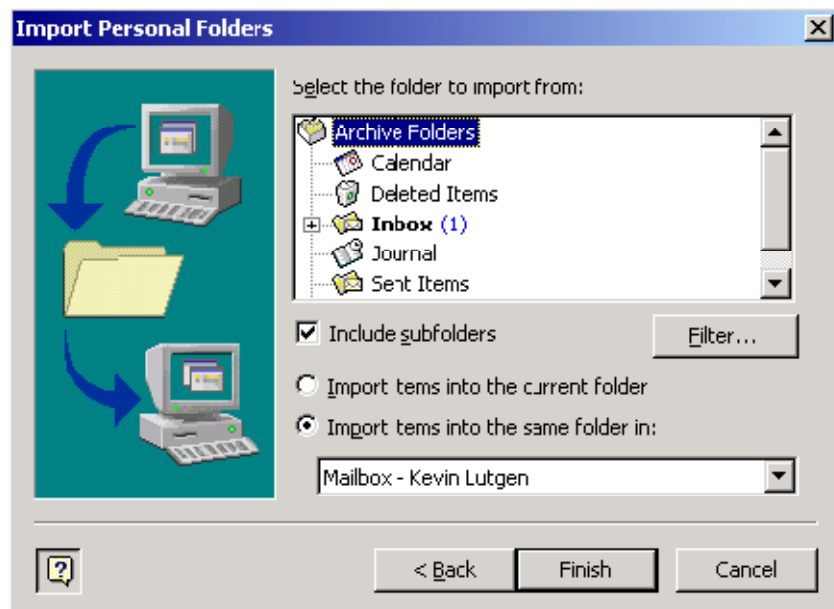 Import Personal Folders
Select the folder to import from:
Archive Folders
Calendar
Deleted Items
Inbox (1)
Journal
Sent Items
Include subfolders
Filter...
Import tems into the current folder
Import tems into the same folder in:
Mailbox - Kevin Lutgen
< Back
Finish
Cancel